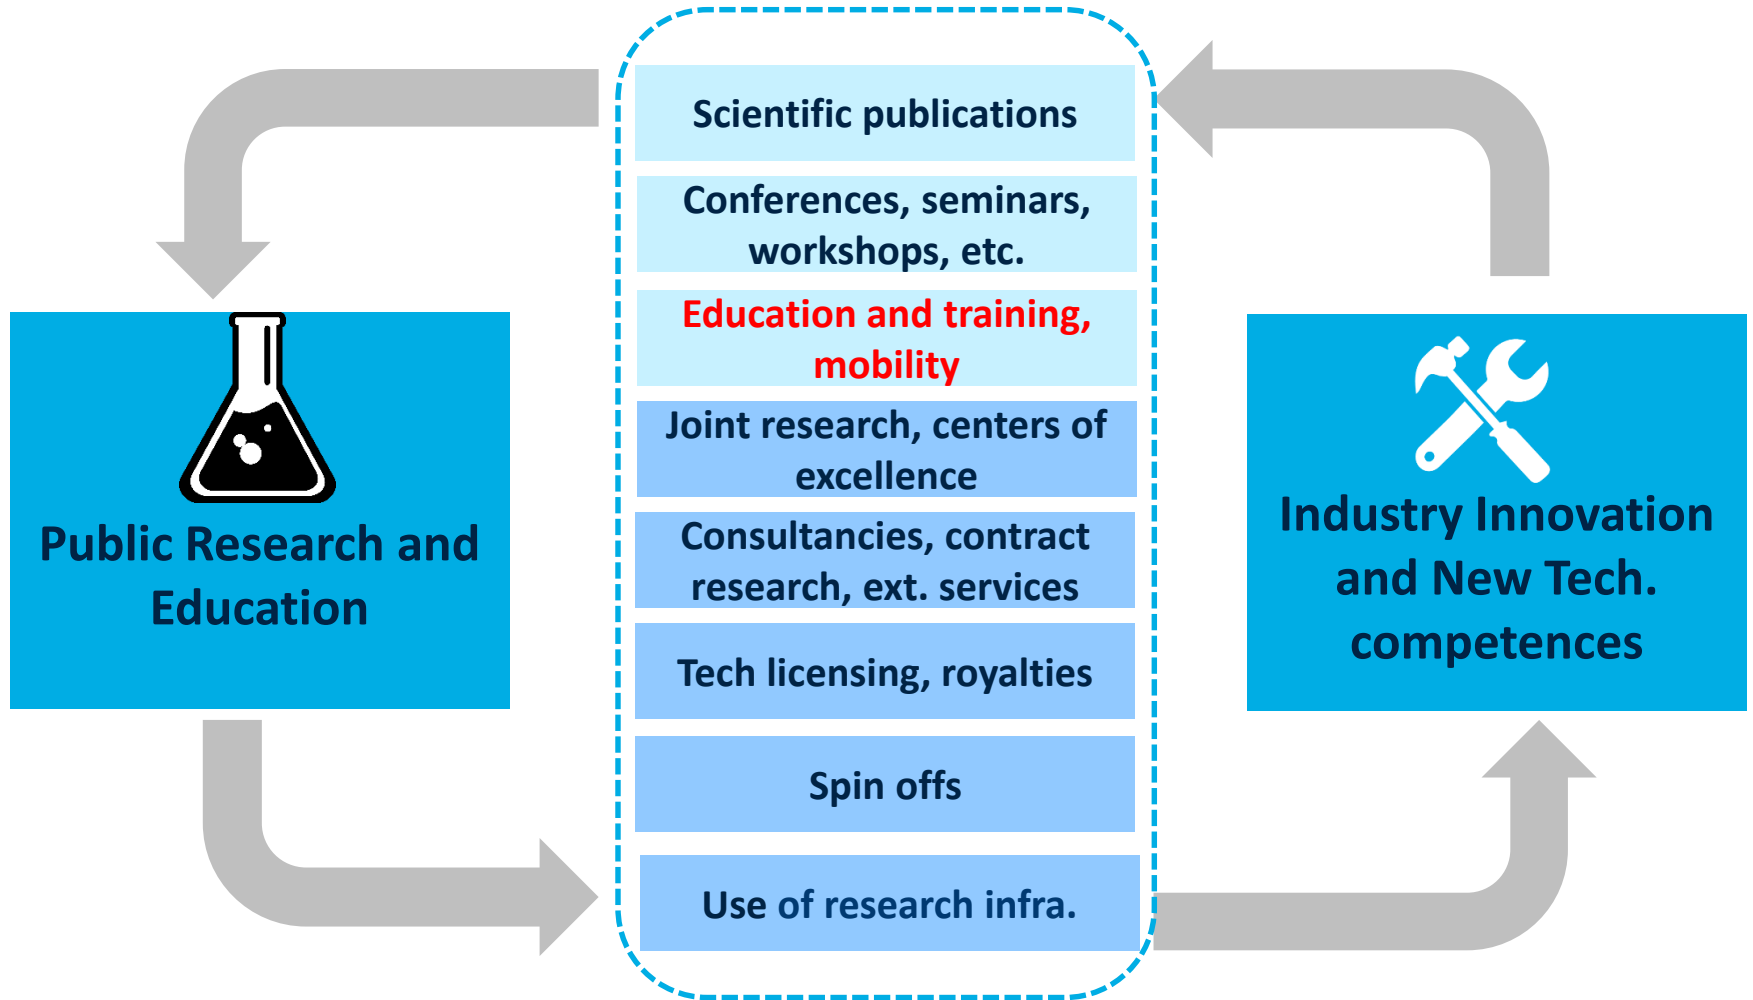 Scientific publications
Conferences, seminars,
workshops, etc.
Education and training,
mobility
Joint research, centers of
excellence
Consultancies, contract
research, ext. services
Tech licensing, royalties
Spin offs
Use of research infra.
Public Research and
Education
Industry Innovation
and New Tech.
competences